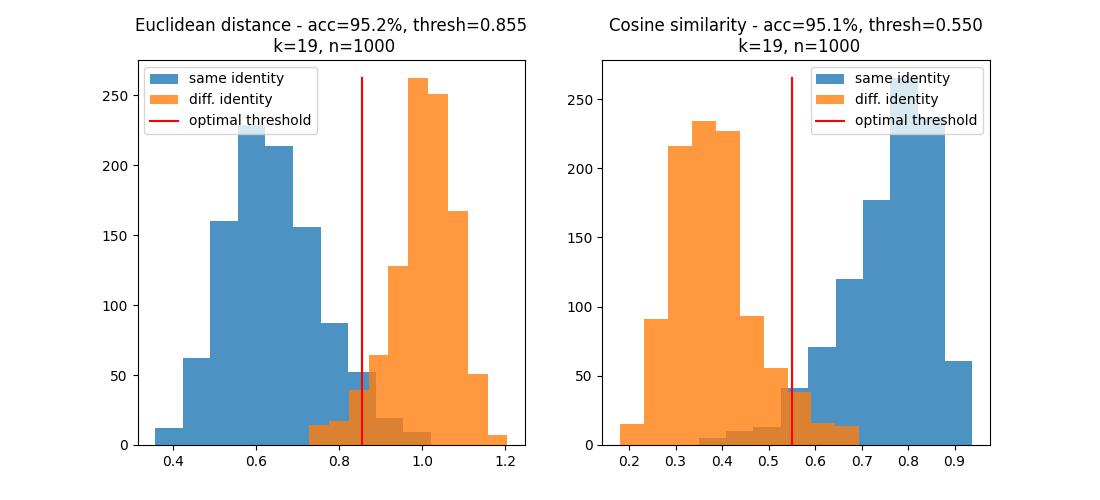 Euclidean distance - acc=95.2%, thresh=0.855
k=19, n=1000
same identity
diff. identity
optimal threshold
250
200
150
100
50
0
0.4 0.6 0.8 1.0 1.2
Cosine similarity - acc=95.1%, thresh=0.550
k=19, n=1000
same identity
diff. identity
optimal threshold
250
200
150
100
50
0
0.2 0.3 0.4 0.5 0.6 0.7 0.8 0.9